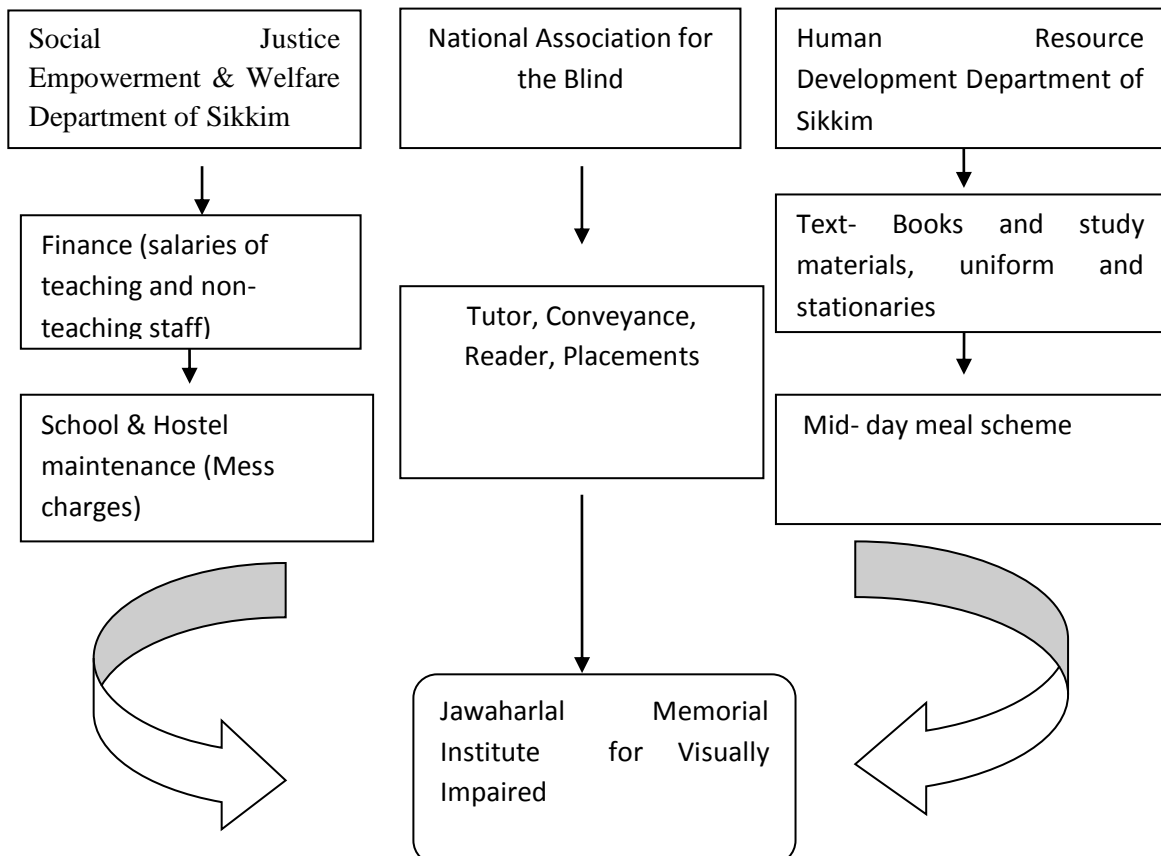 Social Justice
Empowerment & Welfare
Department of Sikkim
National Association for
the Blind
Human Resource
Development Department of
Sikkim
Finance (salaries of
teaching and non-
teaching staff)
Tutor, Conveyance,
Reader, Placements
Text- Books and study
materials, uniform and
stationaries
School & Hostel
maintenance (Mess
charges)
Mid- day meal scheme
Jawaharlal Memorial
Institute for Visually
Impaired